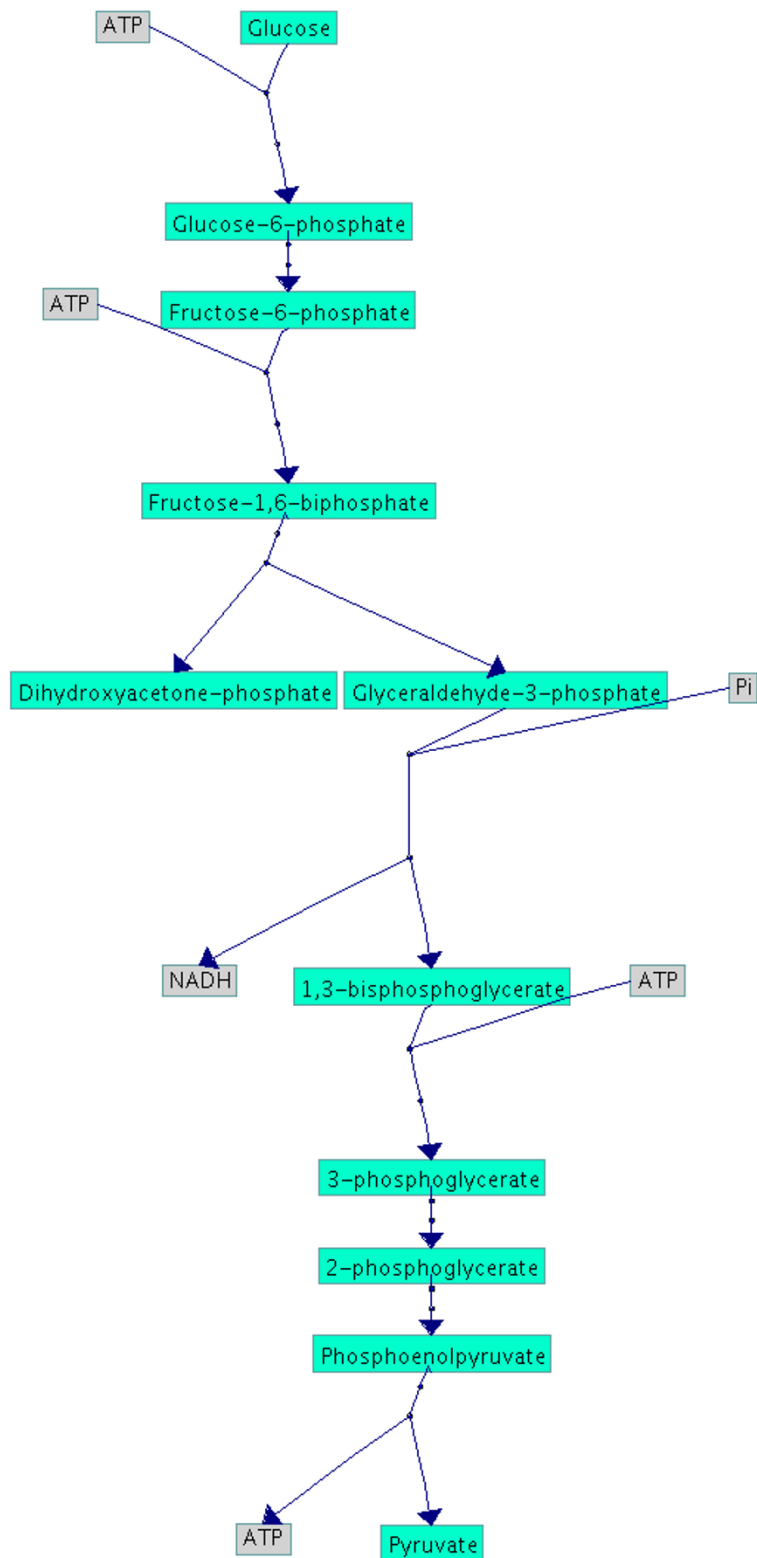 ATP
Glucose
Glucose-6-phosphate
ATP
Fructose-6-phosphate
Fructose-1,6-biphosphate
Dihydroxyacetone-phosphate
Glyceraldehyde-3-phosphate
Pi
NADH
1,3-bisphosphoglycerate
ATP
3-phosphoglycerate
2-phosphoglycerate
Phosphoenolpyruvate
ATP
Pyruvate